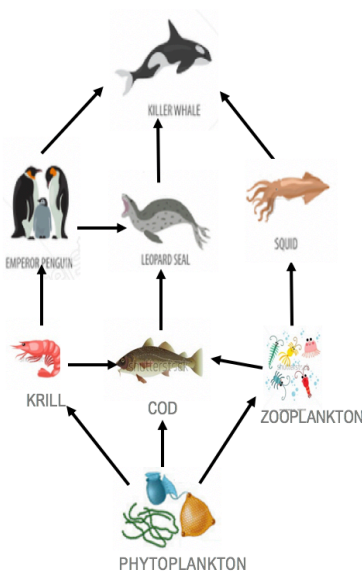 KILLER WHALE
EMPEROR PENGUIN
LEOPARD SEAL
SQUID
KRILL
COD
ZOOPLANKTON
PHYTOPLANKTON